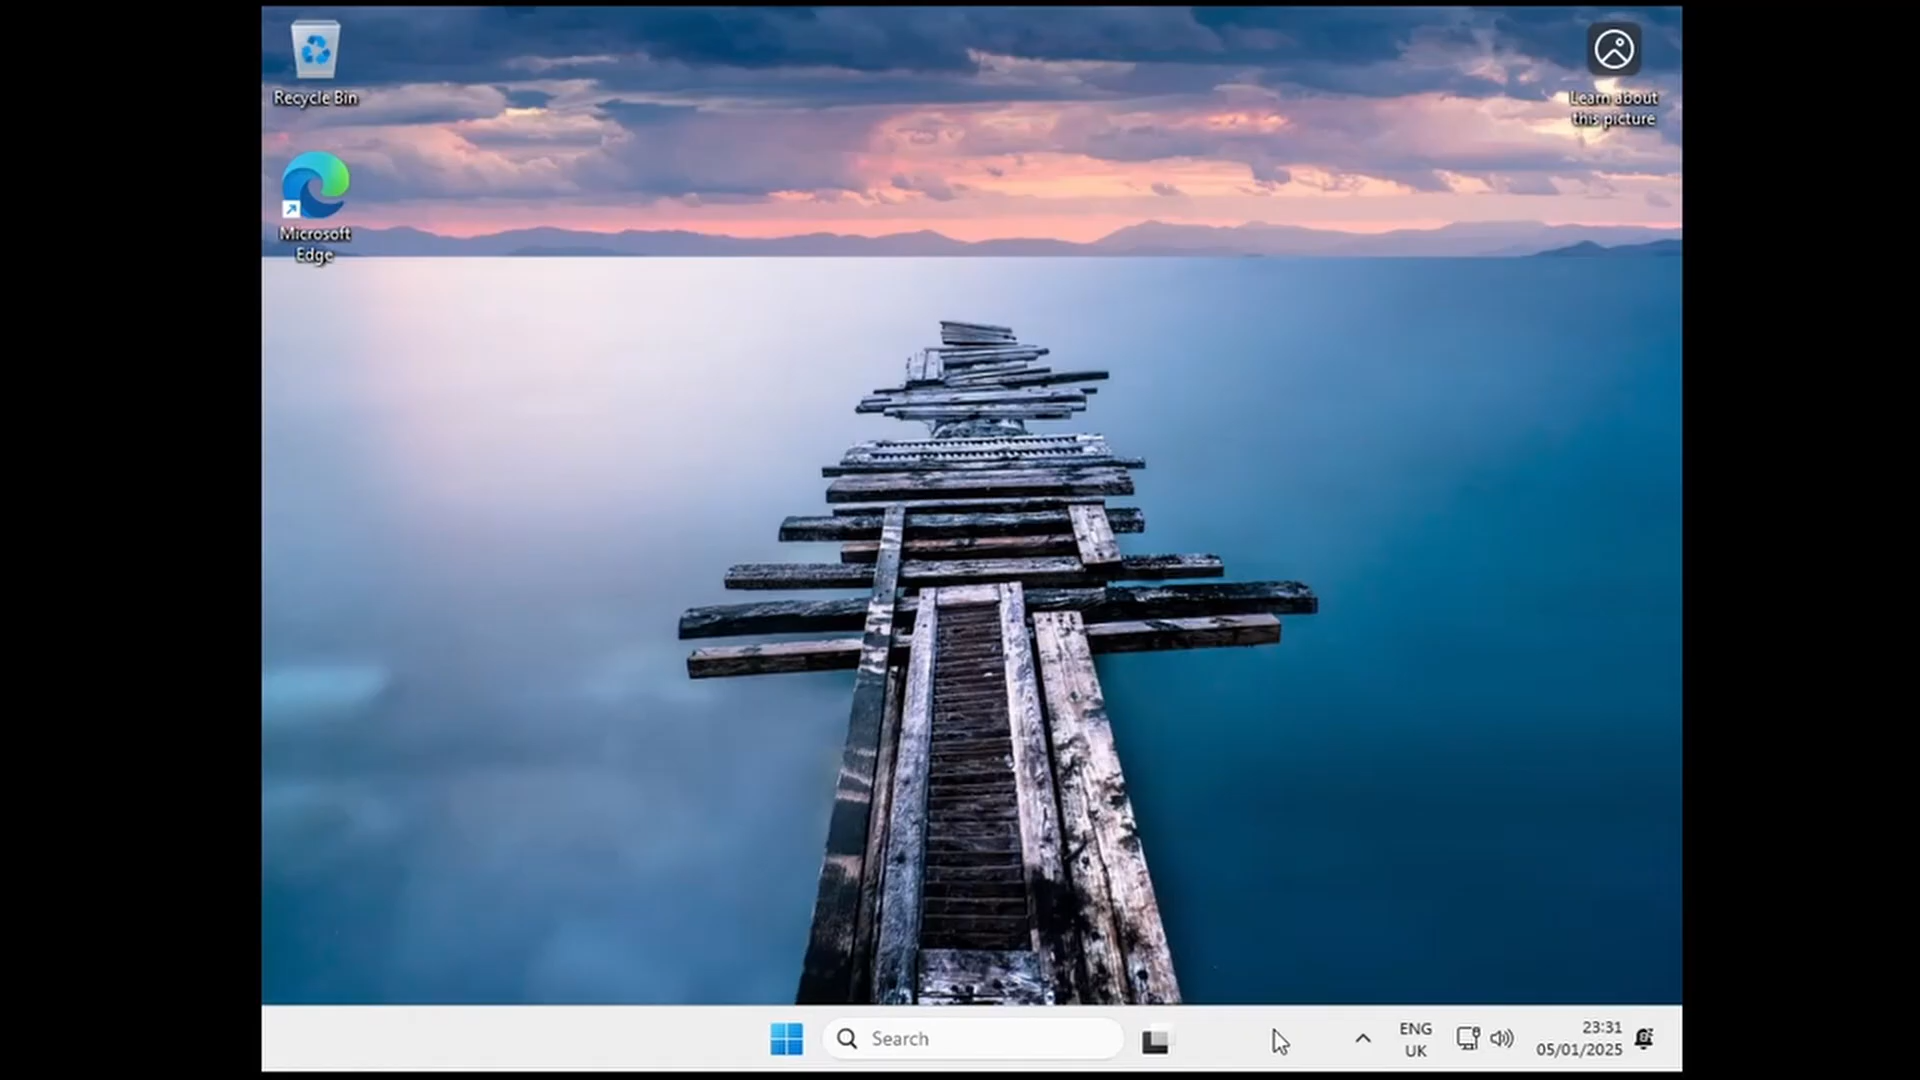 Recycle Bin
Learn about
this picture
Microsoft
Edge
Search
ENG
UK
23:31
05/01/2025